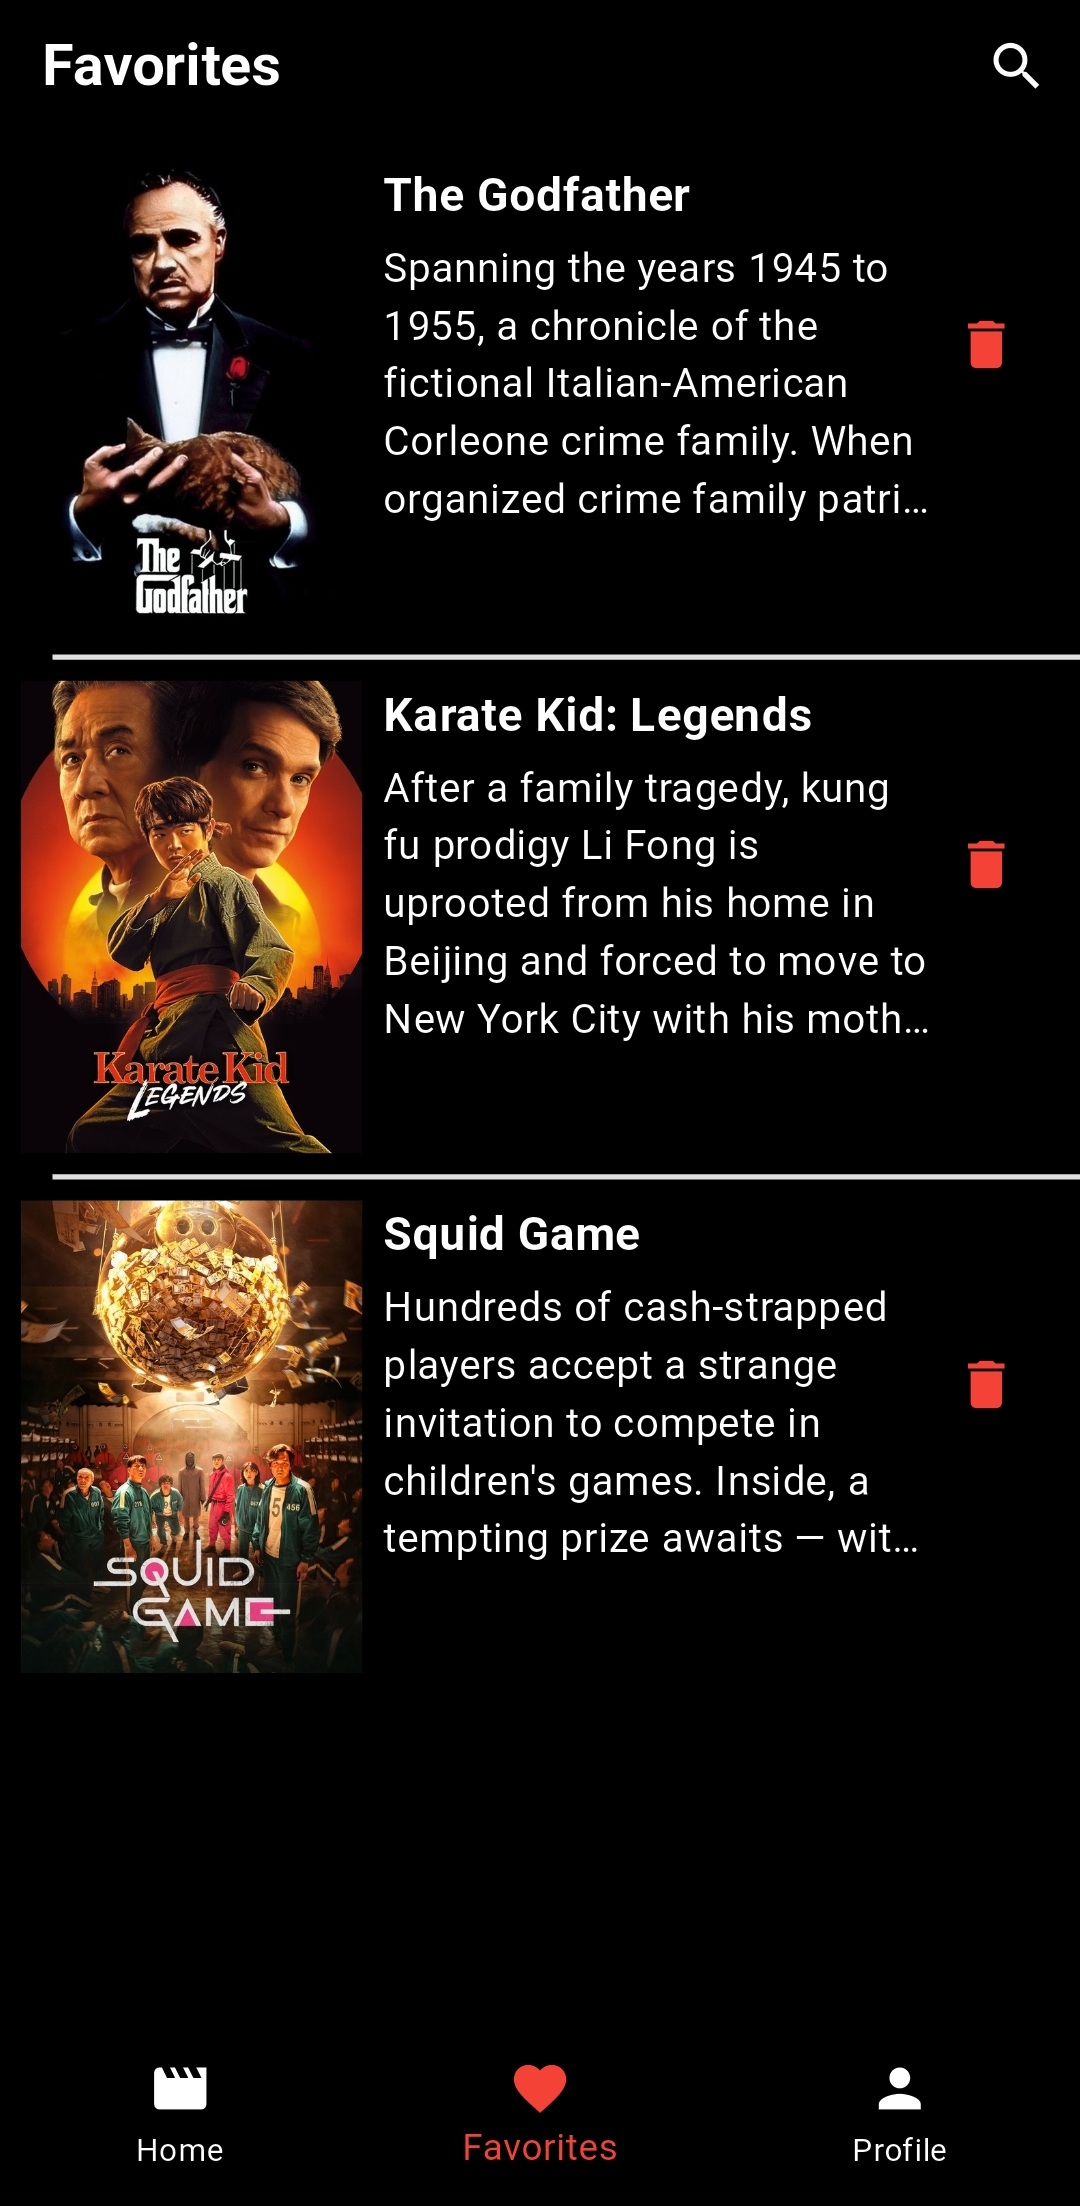 Favorites
The Godfather
Spanning the years 1945 to
1955, a chronicle of the
fictional Italian-American
Corleone crime family. When
organized crime family patri…
The
Godfather
Karate Kid: Legends
After a family tragedy, kung
fu prodigy Li Fong is
uprooted from his home in
Beijing and forced to move to
New York City with his moth…
Karate Kid
LEGENDS
Squid Game
Hundreds of cash-strapped
players accept a strange
invitation to compete in
children's games. Inside, a
tempting prize awaits — wit…
456
SQUID
GAME
Home
Favorites
Profile